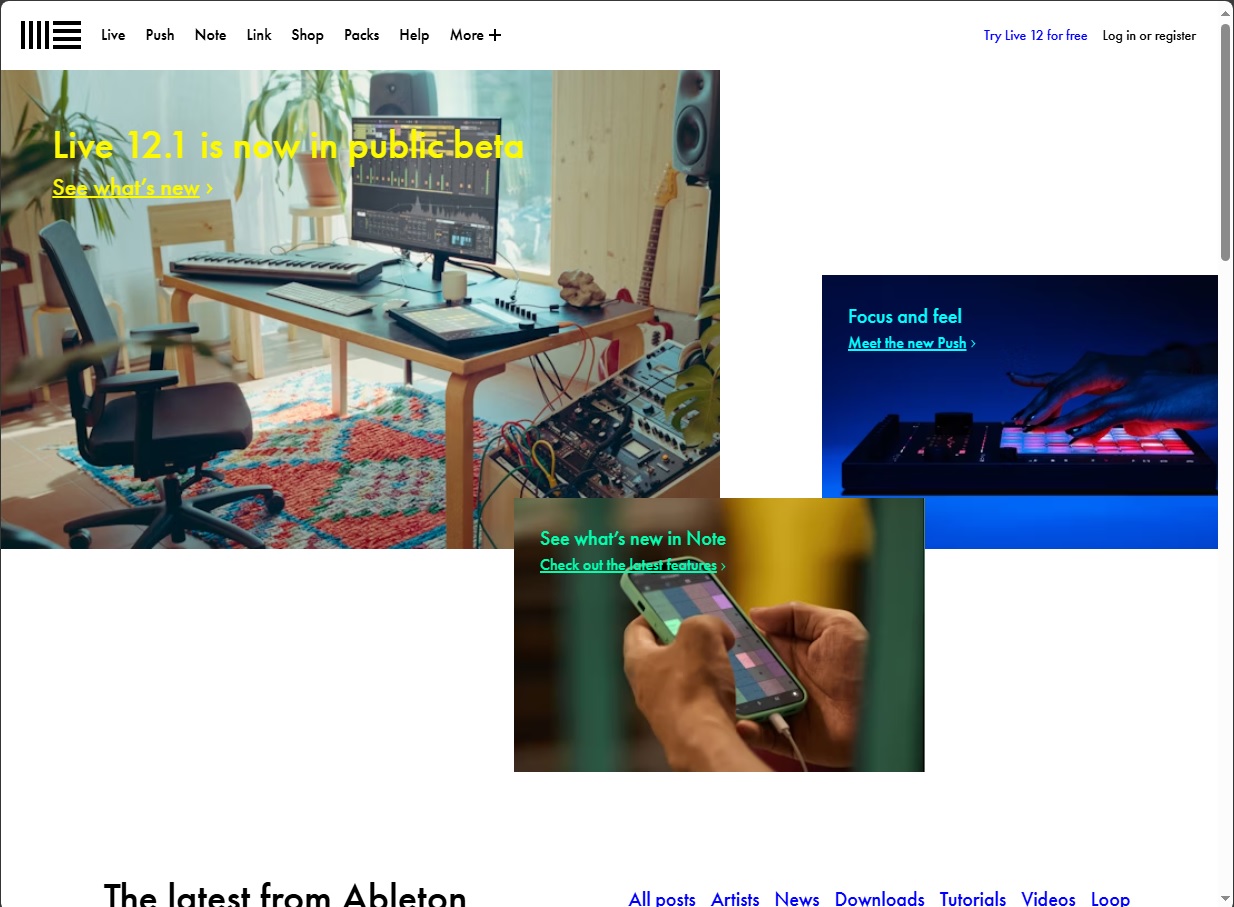 Live Push Note Link Shop Packs Help More + Try Live 12 for free Log in or register
Live 12.1 is now in public beta
See what's new ›
Focus and feel
Meet the new Push ›
See what's new in Note
Check out the latest features ›
The latest from Ableton
All posts Artists News Downloads Tutorials Videos Loop